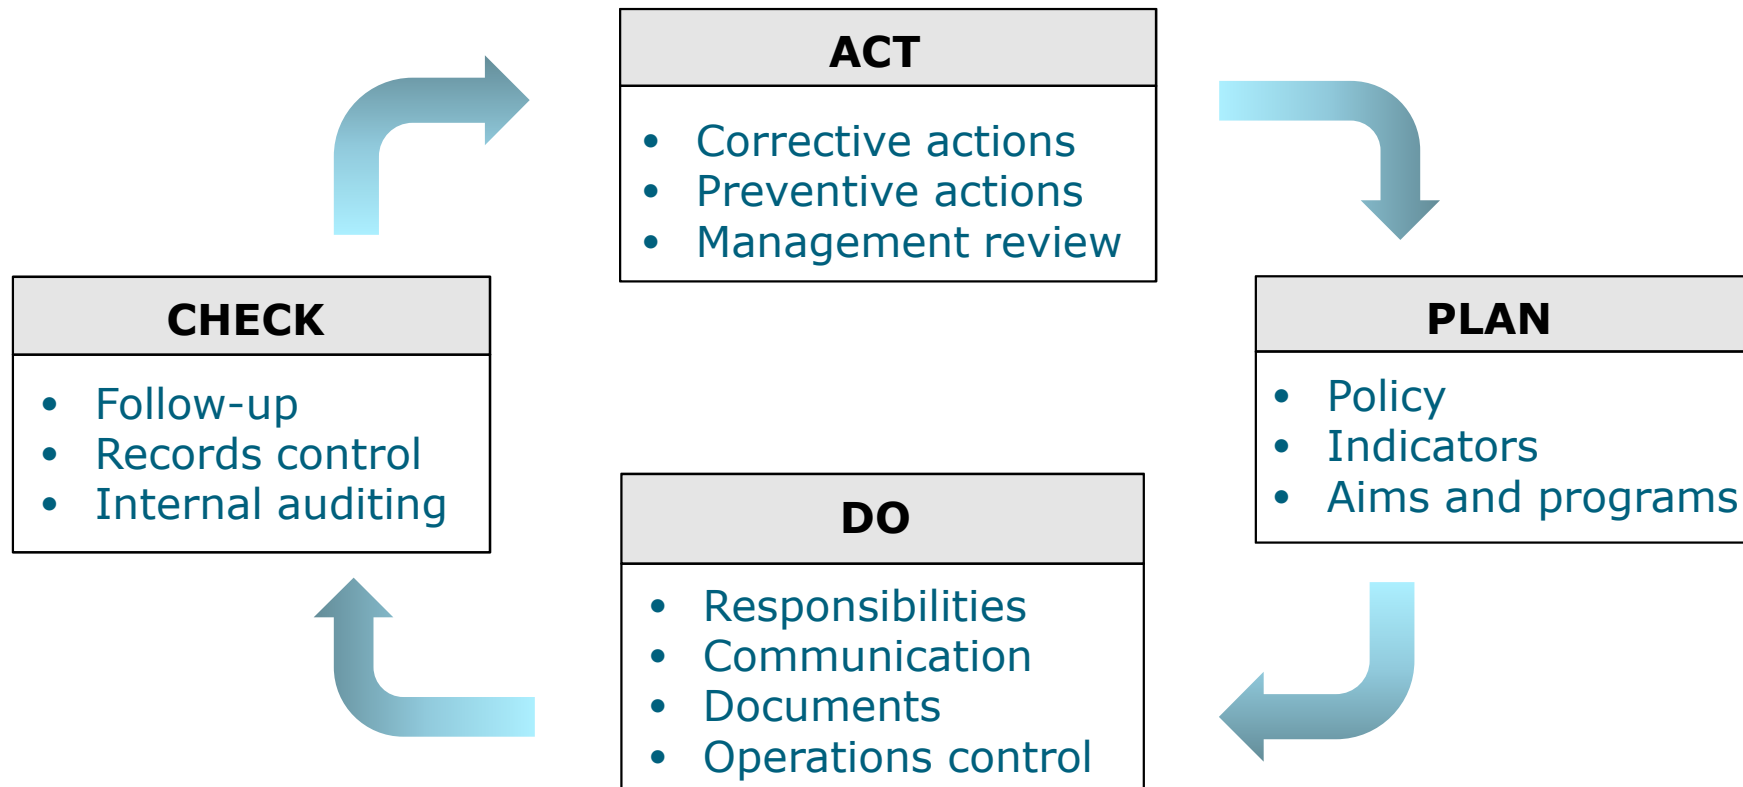 ACT
• Corrective actions
• Preventive actions
• Management review
CHECK
• Follow-up
• Records control
• Internal auditing
PLAN
• Policy
• Indicators
• Aims and programs
DO
• Responsibilities
• Communication
• Documents
• Operations control